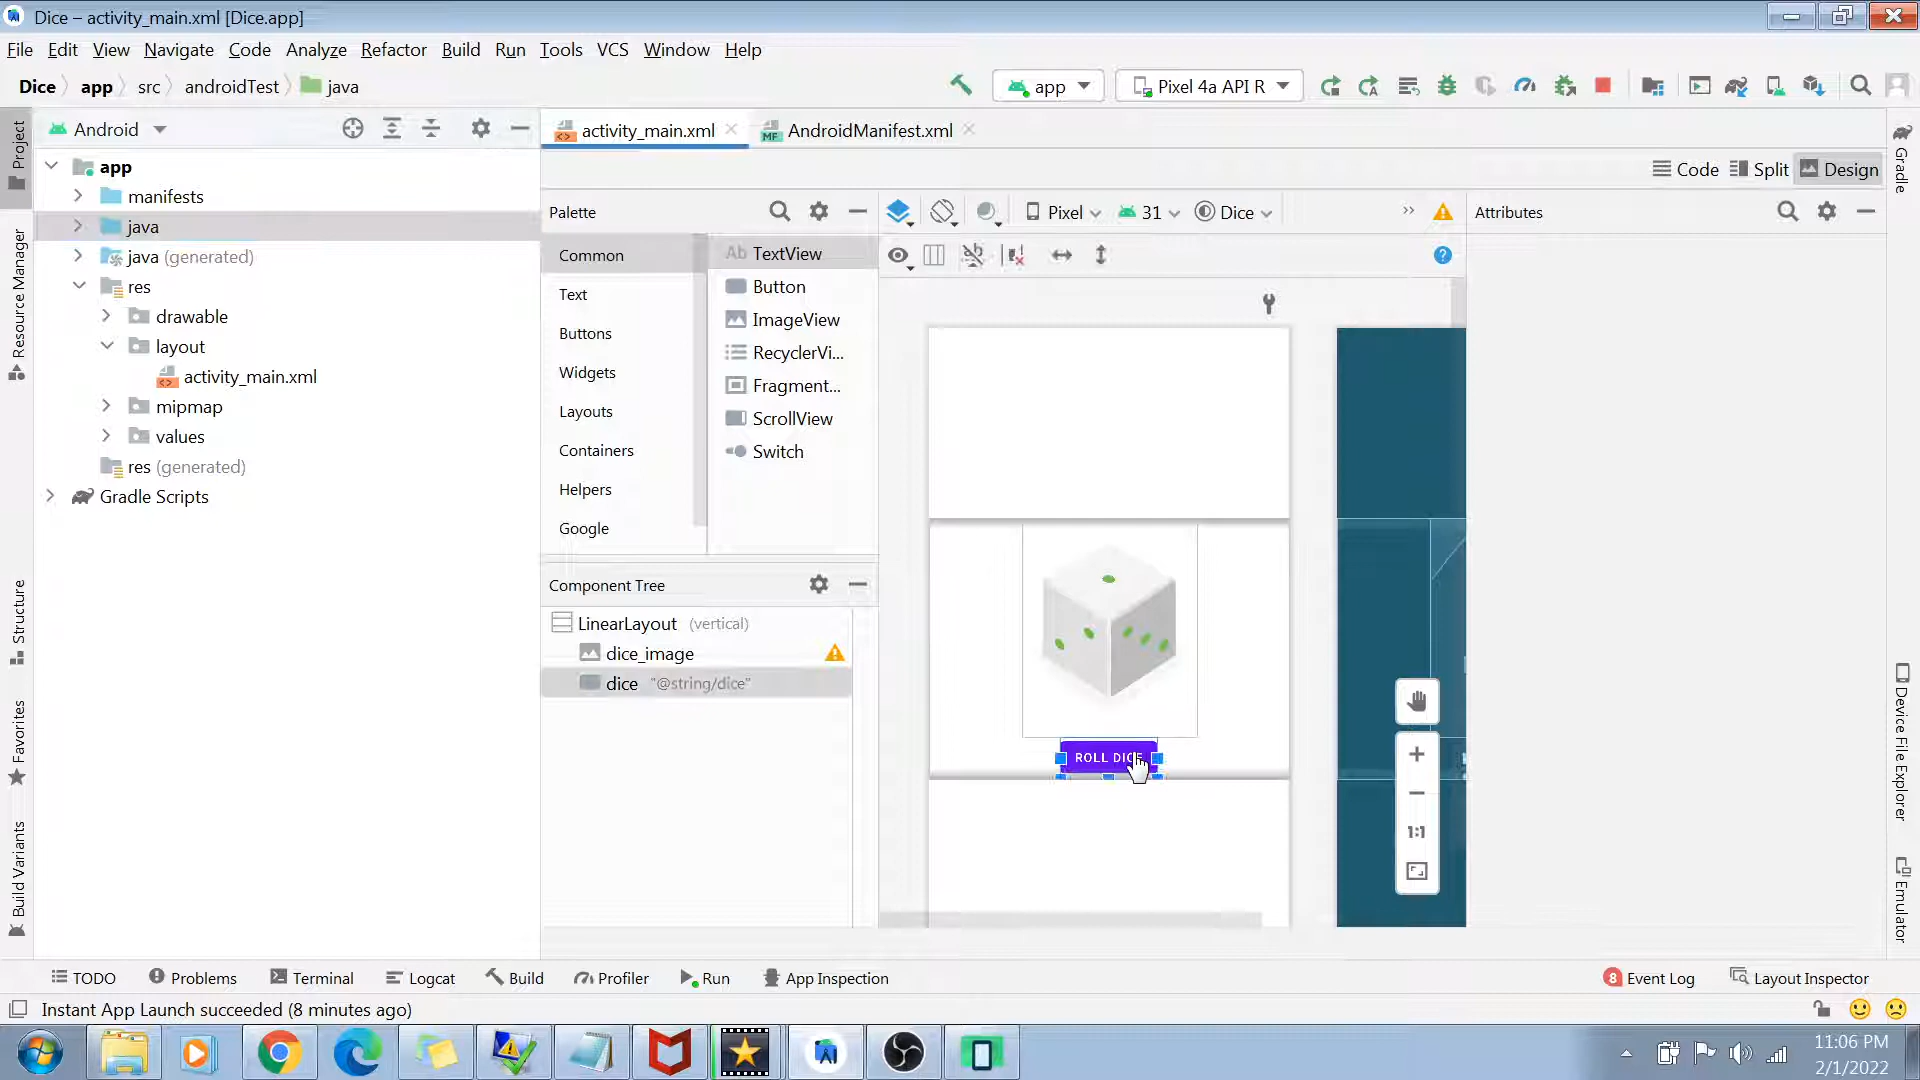 Dice – activity_main.xml [Dice.app]
File Edit View Navigate Code Analyze Refactor Build Run Tools VCS Window Help
Dice app src androidTest java
app Pixel 4a API R
Project
Resource Manager
Structure
Favorites
Build Variants
Android
app
manifests
java
java (generated)
res
drawable
layout
activity_main.xml
mipmap
values
res (generated)
Gradle Scripts
activity_main.xml AndroidManifest.xml
Code Split Design
Palette
Common
Text
Buttons
Widgets
Layouts
Containers
Helpers
Google
Ab TextView
Button
ImageView
RecyclerVi...
Fragment...
ScrollView
Switch
Component Tree
LinearLayout (vertical)
dice_image
dice "@string/dice"
Pixel 31 Dice
ROLL DICE
1:1
Attributes
Gradle
Device File Explorer
Emulator
TODO Problems Terminal Logcat Build Profiler Run App Inspection
8 Event Log Layout Inspector
Instant App Launch succeeded (8 minutes ago)
11:06 PM
2/1/2022